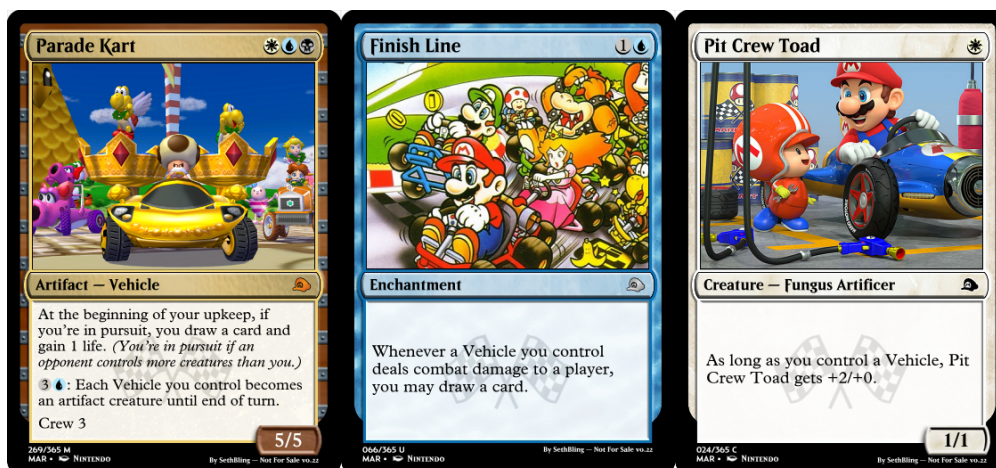 Parade Kart
Artifact — Vehicle
At the beginning of your upkeep, if
you're in pursuit, you draw a card and
gain 1 life. (You're in pursuit if an
opponent controls more creatures than you.)
3 : Each Vehicle you control becomes
an artifact creature until end of turn.
Crew 3
5/5
269/365 M
MAR • NINTENDO
By SethBling — Not For Sale v0.22
Finish Line
1
Enchantment
Whenever a Vehicle you control
deals combat damage to a player,
you may draw a card.
066/365 U
MAR • NINTENDO
By SethBling — Not For Sale v0.22
Pit Crew Toad
M
Creature — Fungus Artificer
As long as you control a Vehicle, Pit
Crew Toad gets +2/+0.
1/1
024/365 C
MAR • NINTENDO
By SethBling — Not For Sale v0.22